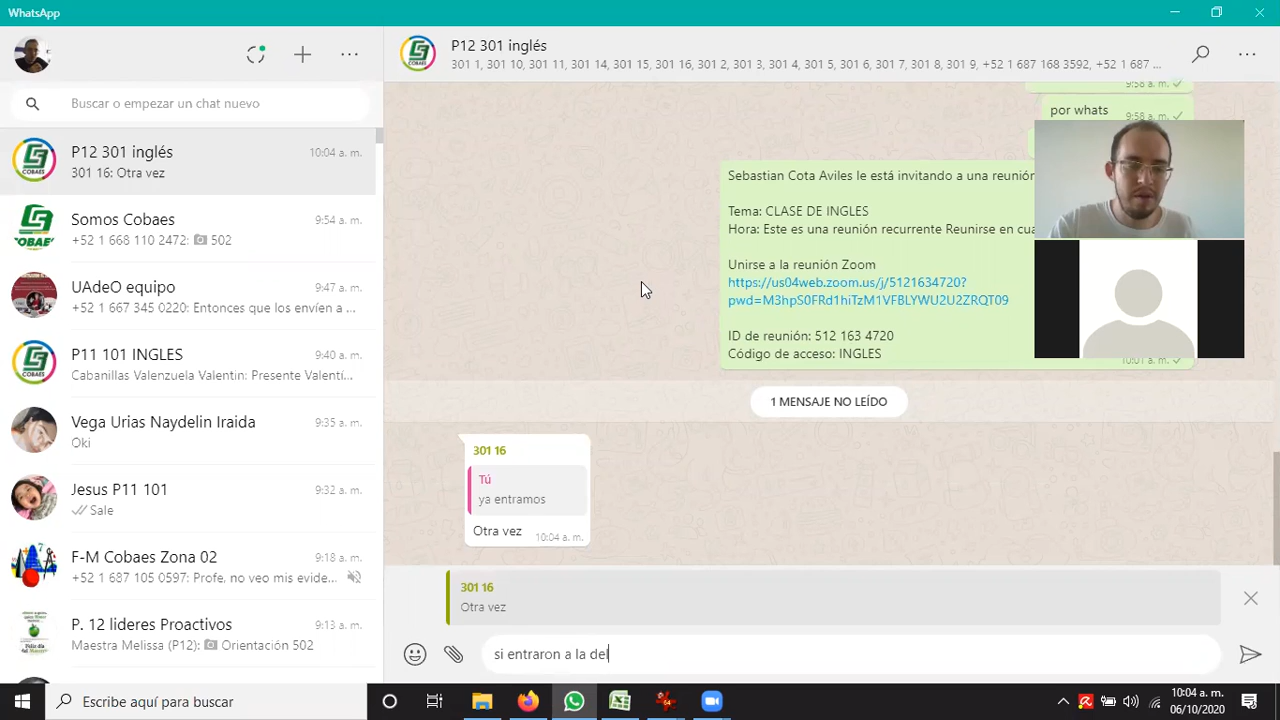 WhatsApp
Buscar o empezar un chat nuevo
P12 301 inglés
10:04 a. m.
301 16: Otra vez
Somos Cobaes
9:54 a. m.
+52 1 668 110 2472: 502
UAdeO equipo
9:47 a. m.
+52 1 667 345 0220: Entonces que los envíen a ...
P11 101 INGLES
9:40 a. m.
Cabanillas Valenzuela Valentin: Presente Valentí...
Vega Urias Naydelin Iraida
9:35 a. m.
Oki
Jesus P11 101
9:32 a. m.
Sale
F-M Cobaes Zona 02
9:18 a. m.
+52 1 687 105 0597: Profe, no veo mis evide...
P. 12 lideres Proactivos
9:13 a. m.
Maestra Melissa (P12): Orientación 502
COBAES
P12 301 inglés
301 1, 301 10, 301 11, 301 14, 301 15, 301 16, 301 2, 301 3, 301 4, 301 5, 301 6, 301 7, 301 8, 301 9, +52 1 687 168 3592, +52 1 687 ...
9:58 a. m.
por whats
9:58 a. m.
Sebastian Cota Aviles le está invitando a una reunión
Tema: CLASE DE INGLES
Hora: Este es una reunión recurrente Reunirse en cua
Unirse a la reunión Zoom
https://us04web.zoom.us/j/5121634720?
pwd=M3hpS0FRd1hiTzM1VFBLYWU2U2ZRQT09
ID de reunión: 512 163 4720
Código de acceso: INGLES
10:01 a. m.
1 MENSAJE NO LEÍDO
301 16
Tú
ya entramos
Otra vez
10:04 a. m.
301 16
Otra vez
si entraron a la del
Escribe aquí para buscar
10:04 a. m.
06/10/2020